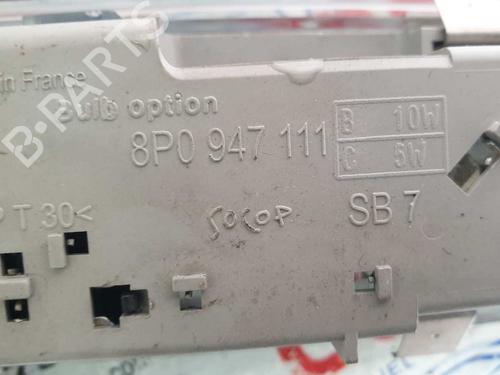 in France
Bulb option
8P0 947 111
B 10W
C 5W
P T 30<
SOCOP
SB 7
B-PARTS